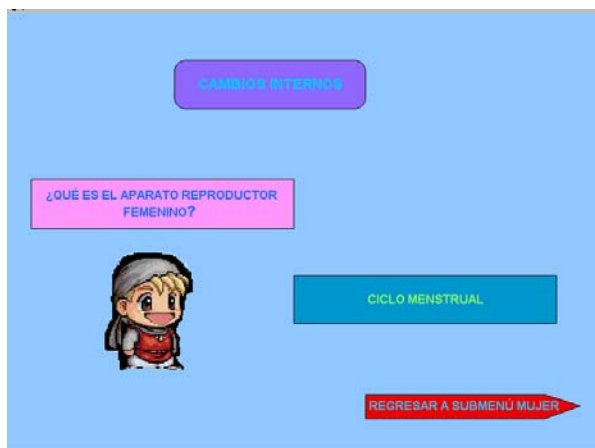 CAMBIOS INTERNOS
¿QUÉ ES EL APARATO REPRODUCTOR
FEMENINO?
CICLO MENSTRUAL
REGRESAR A SUBMENÚ MUJER